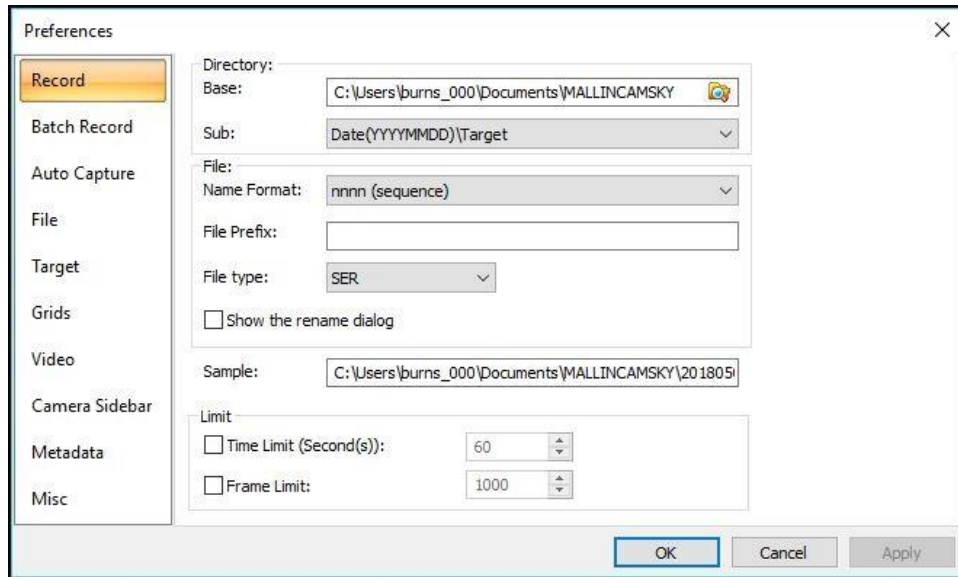 Preferences
Record
Batch Record
Auto Capture
File
Target
Grids
Video
Camera Sidebar
Metadata
Misc
Directory:
Base: C:\Users\burns_000\Documents\MALLINCAMSKY
Sub: Date(YYYYMMDD)\Target
File:
Name Format: nnnn (sequence)
File Prefix:
File type: SER
Show the rename dialog
Sample: C:\Users\burns_000\Documents\MALLINCAMSKY\2018050
Limit
Time Limit (Second(s)): 60
Frame Limit: 1000
OK Cancel Apply